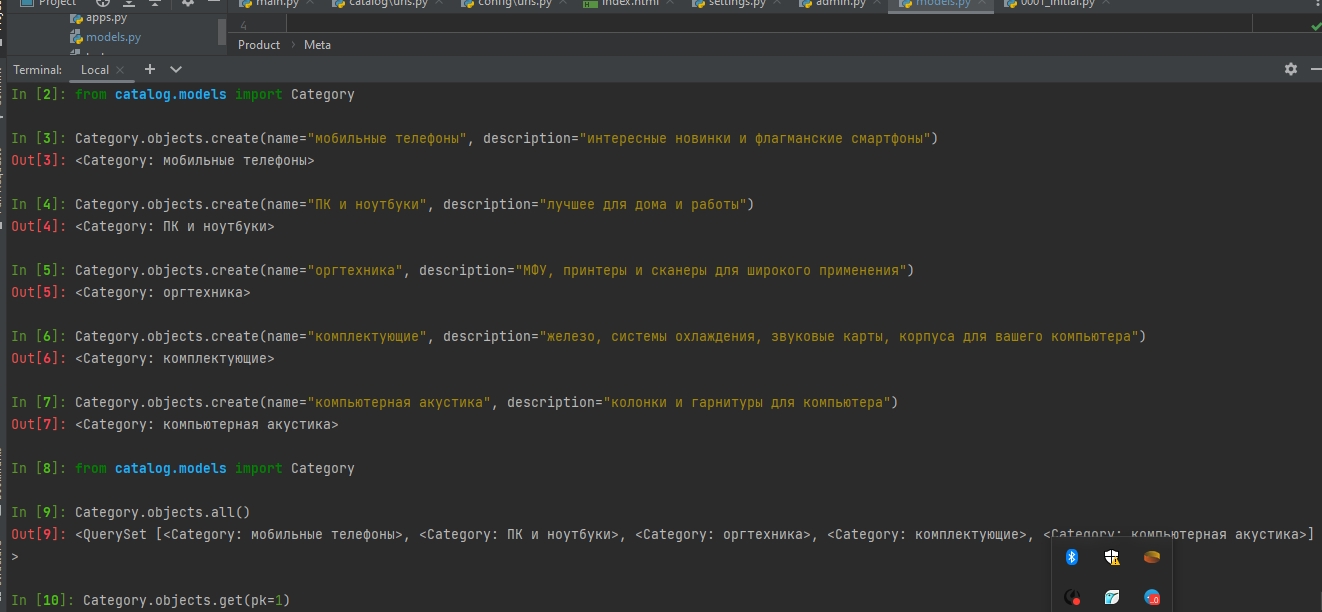 Project
main.py
catalog\urls.py
config\urls.py
index.html
settings.py
admin.py
models.py
0001_initial.py
apps.py
models.py
4
Product > Meta
Terminal: Local
In [2]: from catalog.models import Category
In [3]: Category.objects.create(name="мобильные телефоны", description="интересные новинки и флагманские смартфоны")
Out[3]: <Category: мобильные телефоны>
In [4]: Category.objects.create(name="ПК и ноутбуки", description="лучшее для дома и работы")
Out[4]: <Category: ПК и ноутбуки>
In [5]: Category.objects.create(name="оргтехника", description="МФУ, принтеры и сканеры для широкого применения")
Out[5]: <Category: оргтехника>
In [6]: Category.objects.create(name="комплектующие", description="железо, системы охлаждения, звуковые карты, корпуса для вашего компьютера")
Out[6]: <Category: комплектующие>
In [7]: Category.objects.create(name="компьютерная акустика", description="колонки и гарнитуры для компьютера")
Out[7]: <Category: компьютерная акустика>
In [8]: from catalog.models import Category
In [9]: Category.objects.all()
Out[9]: <QuerySet [<Category: мобильные телефоны>, <Category: ПК и ноутбуки>, <Category: оргтехника>, <Category: комплектующие>, <Category: компьютерная акустика>]
>
In [10]: Category.objects.get(pk=1)